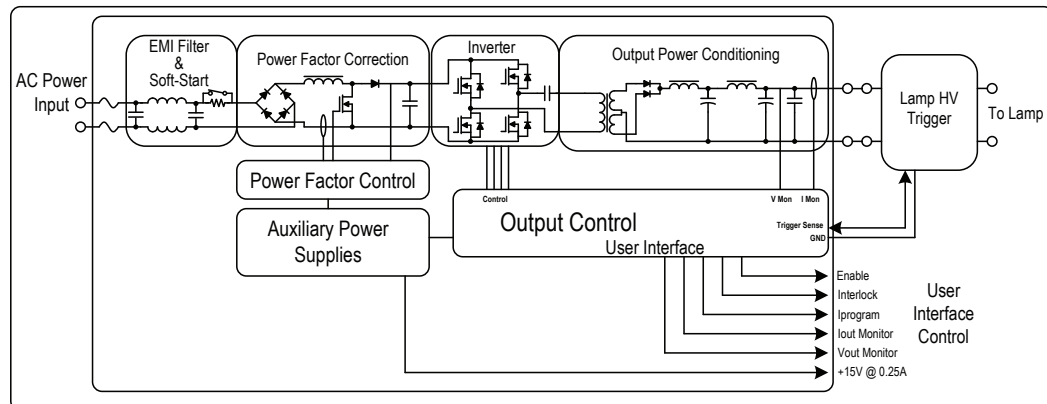 EMI Filter
&
Soft-Start
Power Factor Correction
Inverter
Output Power Conditioning
AC Power
Input
Lamp HV
Trigger
To Lamp
Power Factor Control
Control
V Mon
I Mon
Output Control
Trigger Sense
GND
User Interface
Auxiliary Power
Supplies
Enable
Interlock
Iprogram
Iout Monitor
Vout Monitor
+15V @ 0.25A
User
Interface
Control